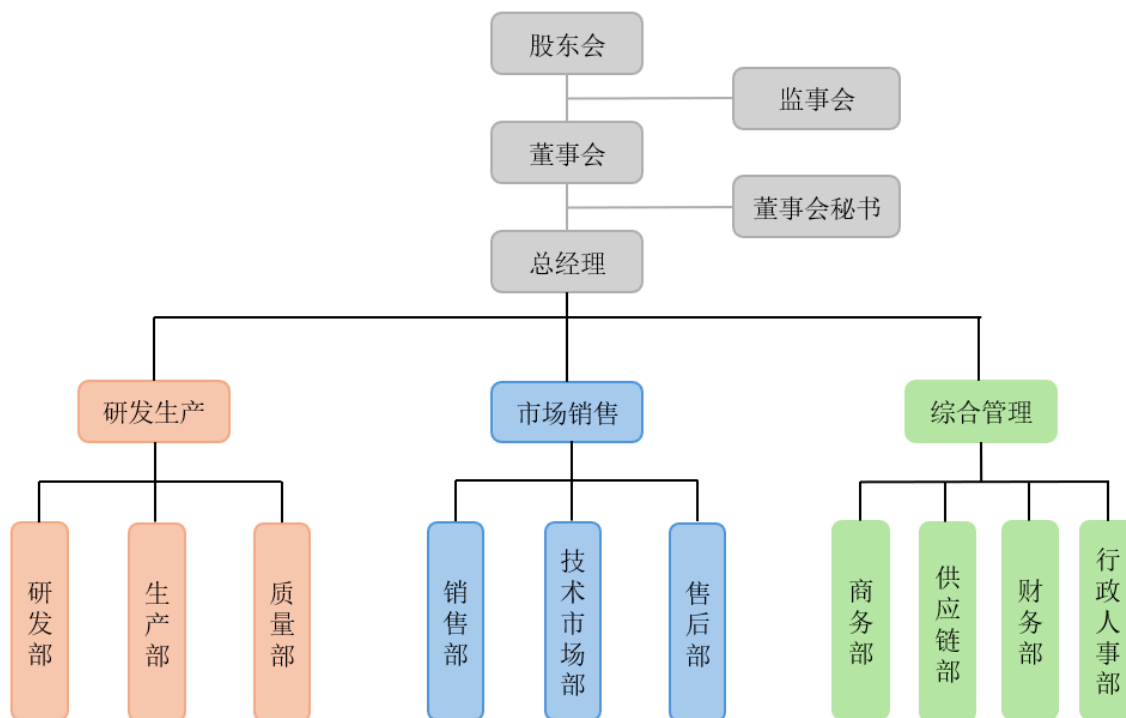 股东会
监事会
董事会
董事会秘书
总经理
研发生产
市场销售
综合管理
研发部
生产部
质量部
销售部
技术市场部
售后部
商务部
供应链部
财务部
行政人事部